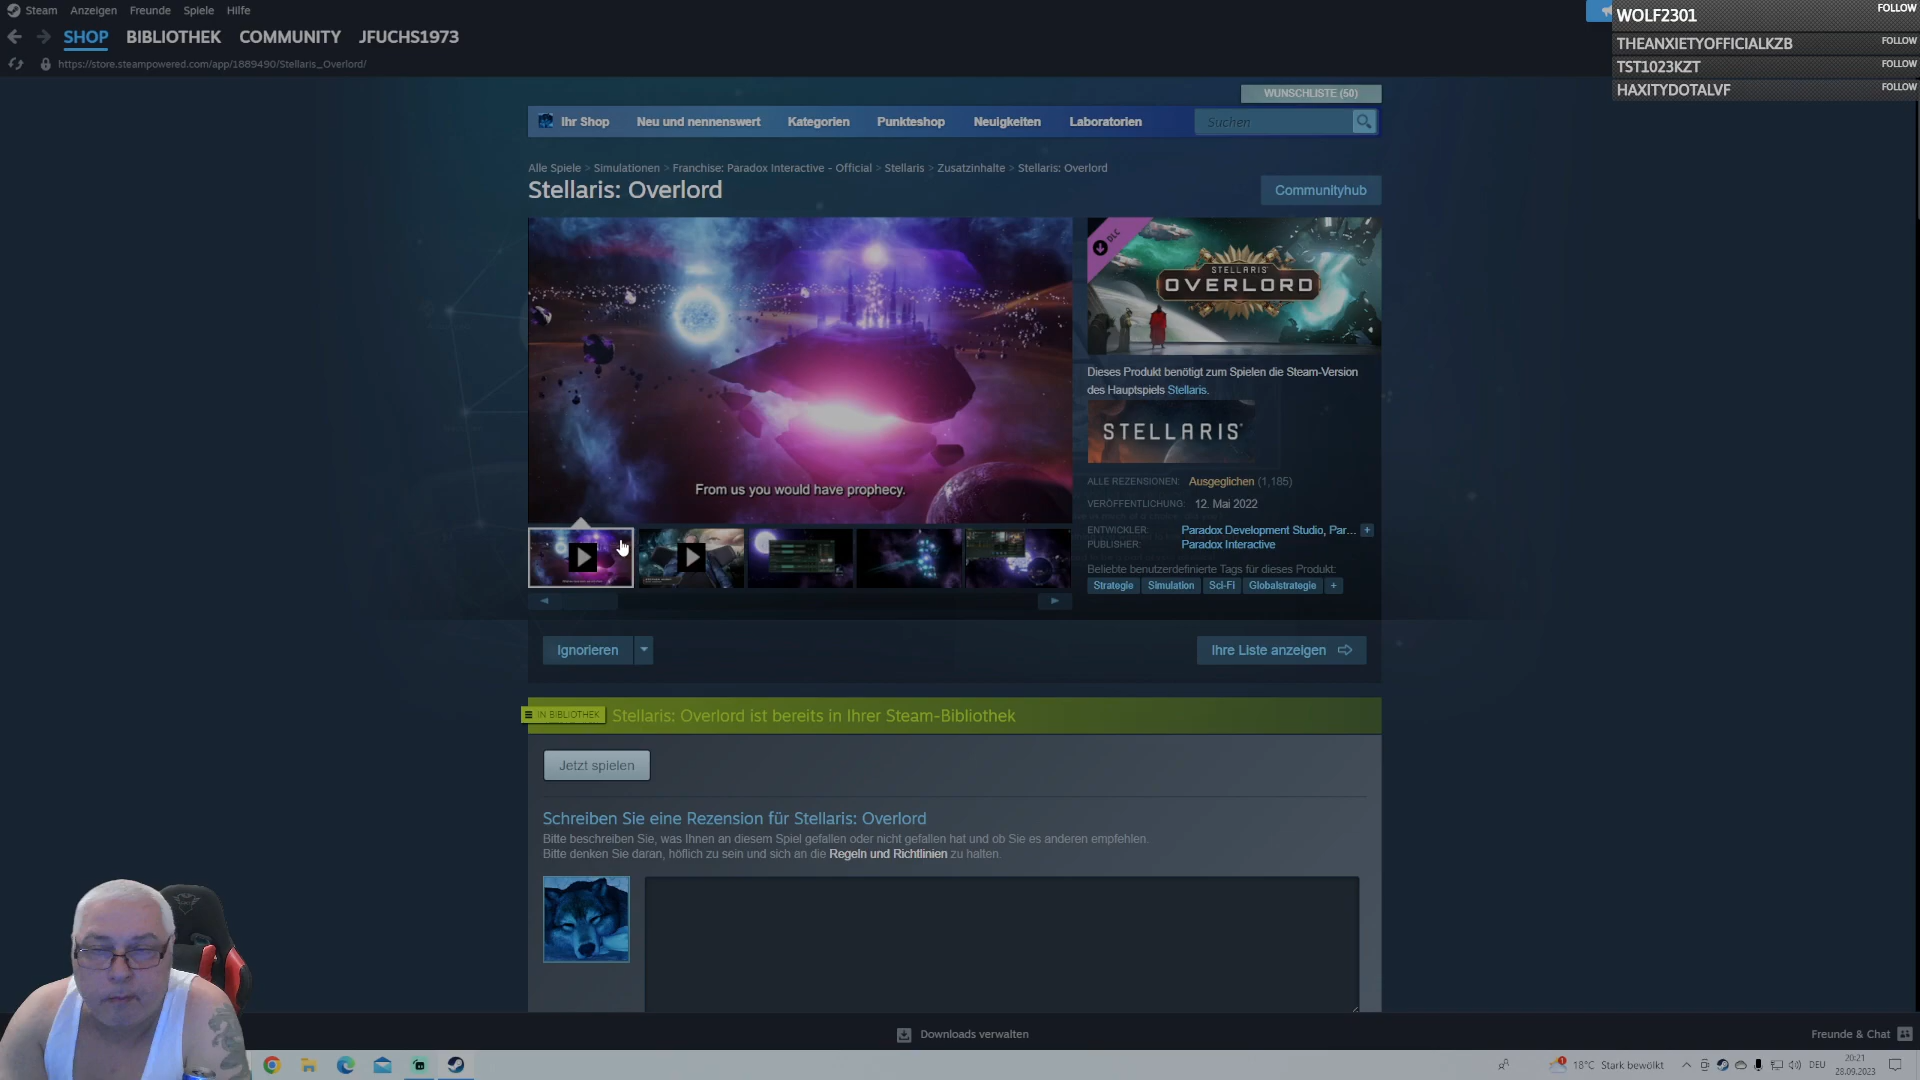 Steam Anzeigen Freunde Spiele Hilfe
SHOP BIBLIOTHEK COMMUNITY JFUCHS1973
https://store.steampowered.com/app/1889490/Stellaris_Overlord/
WOLF2301 FOLLOW
THEANXIETYOFFICIALKZB FOLLOW
TST1023KZT FOLLOW
HAXITYDOTALVF FOLLOW
WUNSCHLISTE (50)
Ihr Shop Neu und nennenswert Kategorien Punkteshop Neuigkeiten Laboratorien Suchen
Alle Spiele > Simulationen > Franchise: Paradox Interactive - Official > Stellaris > Zusatzinhalte > Stellaris: Overlord
Stellaris: Overlord
Communityhub
From us you would have prophecy.
DLC
STELLARIS
OVERLORD
Dieses Produkt benötigt zum Spielen die Steam-Version
des Hauptspiels Stellaris.
STELLARIS
ALLE REZENSIONEN: Ausgeglichen (1,185)
VERÖFFENTLICHUNG: 12. Mai 2022
ENTWICKLER: Paradox Development Studio, Par... +
PUBLISHER: Paradox Interactive
Beliebte benutzerdefinierte Tags für dieses Produkt:
Strategie Simulation Sci-Fi Globalstrategie +
Ignorieren
Ihre Liste anzeigen
IN BIBLIOTHEK Stellaris: Overlord ist bereits in Ihrer Steam-Bibliothek
Jetzt spielen
Schreiben Sie eine Rezension für Stellaris: Overlord
Bitte beschreiben Sie, was Ihnen an diesem Spiel gefallen oder nicht gefallen hat und ob Sie es anderen empfehlen.
Bitte denken Sie daran, höflich zu sein und sich an die Regeln und Richtlinien zu halten.
Downloads verwalten
Freunde & Chat
1 18°C Stark bewölkt DEU
20:21
28.09.2023